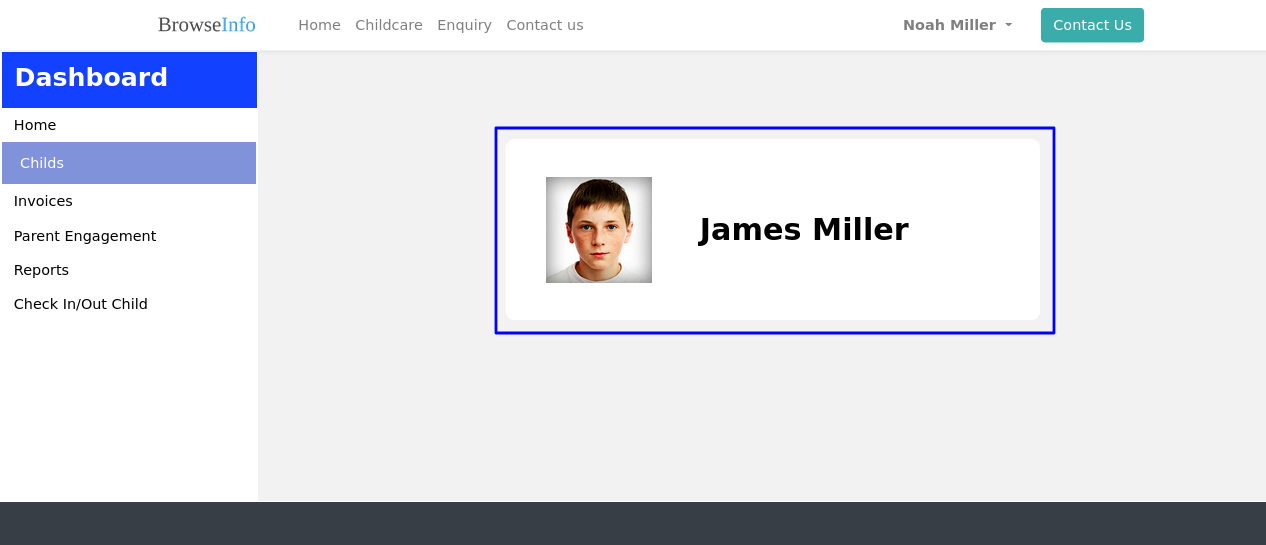 BrowseInfo Home Childcare Enquiry Contact us Noah Miller Contact Us
Dashboard
Home
Childs
Invoices
Parent Engagement
Reports
Check In/Out Child
James Miller